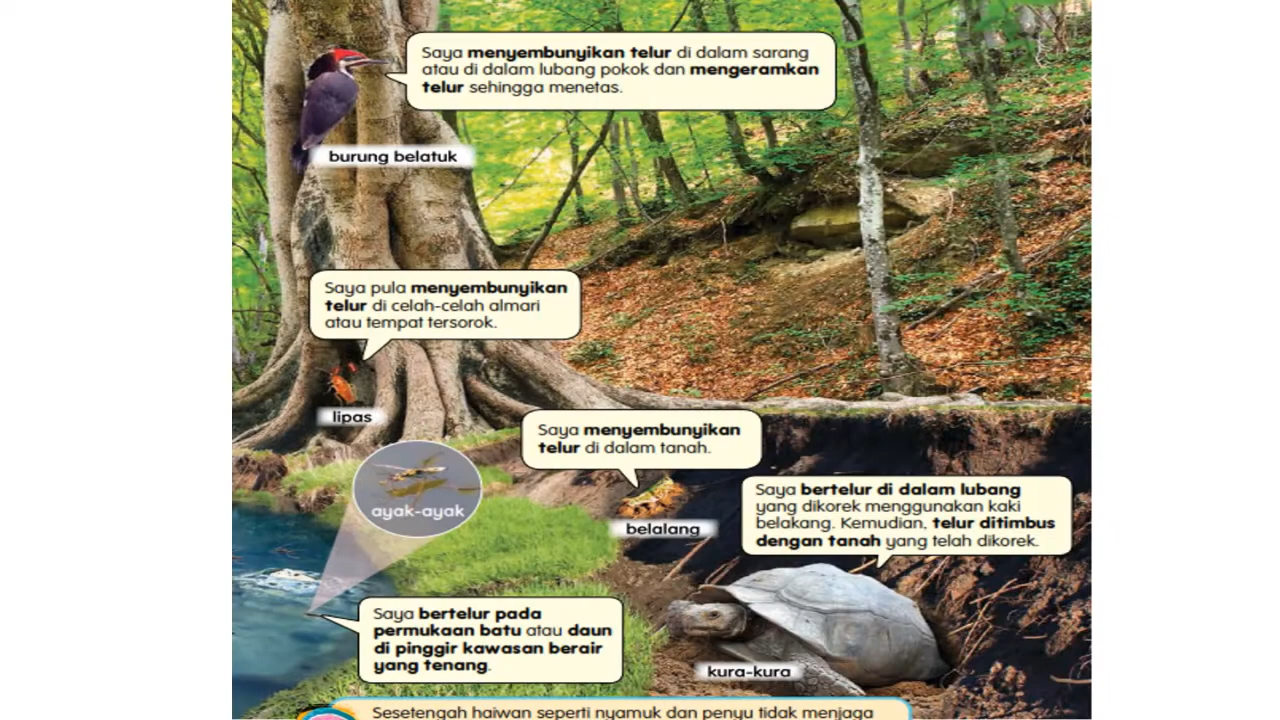 Saya menyembunyikan telur di dalam sarang
atau di dalam lubang pokok dan mengeramkan
telur sehingga menetas.
burung belatuk
Saya pula menyembunyikan
telur di celah-celah almari
atau tempat tersorok.
lipas
Saya menyembunyikan
telur di dalam tanah.
belalang
ayak-ayak
Saya bertelur di dalam lubang
yang dikorek menggunakan kaki
belakang. Kemudian, telur ditimbus
dengan tanah yang telah dikorek.
kura-kura
Saya bertelur pada
permukaan batu atau daun
di pinggir kawasan berair
yang tenang.
Sesetengah haiwan seperti nyamuk dan penyu tidak menjaga